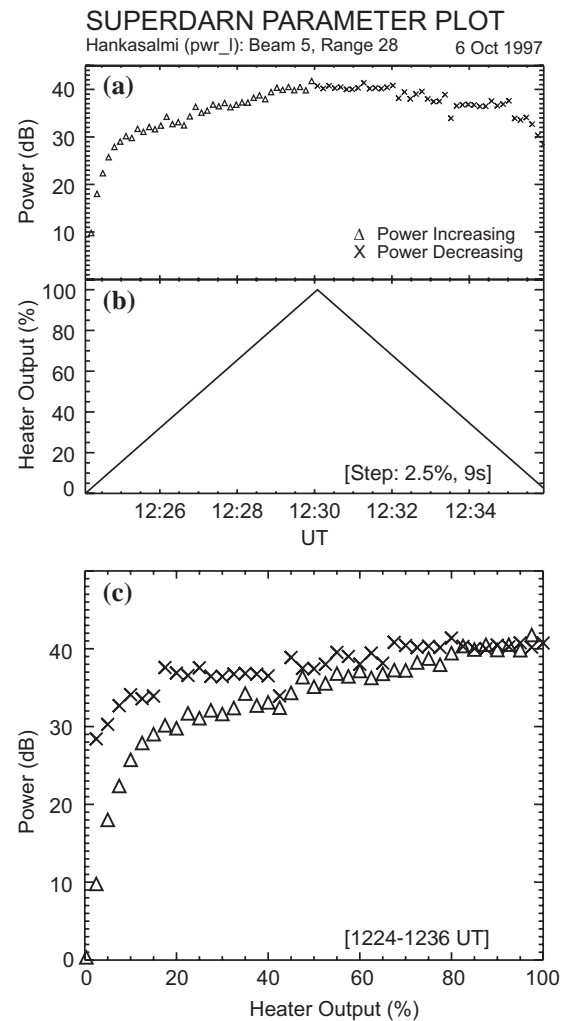 SUPERDARN PARAMETER PLOT
Hankasalmi (pwr_l): Beam 5, Range 28 6 Oct 1997
(a)
40
30
20
10
Power (dB)
Δ Power Increasing
X Power Decreasing
(b)
100
80
60
40
20
0
Heater Output (%)
[Step: 2.5%, 9s]
12:26 12:28 12:30 12:32 12:34
UT
(c)
40
30
20
10
0
Power (dB)
[1224-1236 UT]
0 20 40 60 80 100
Heater Output (%)